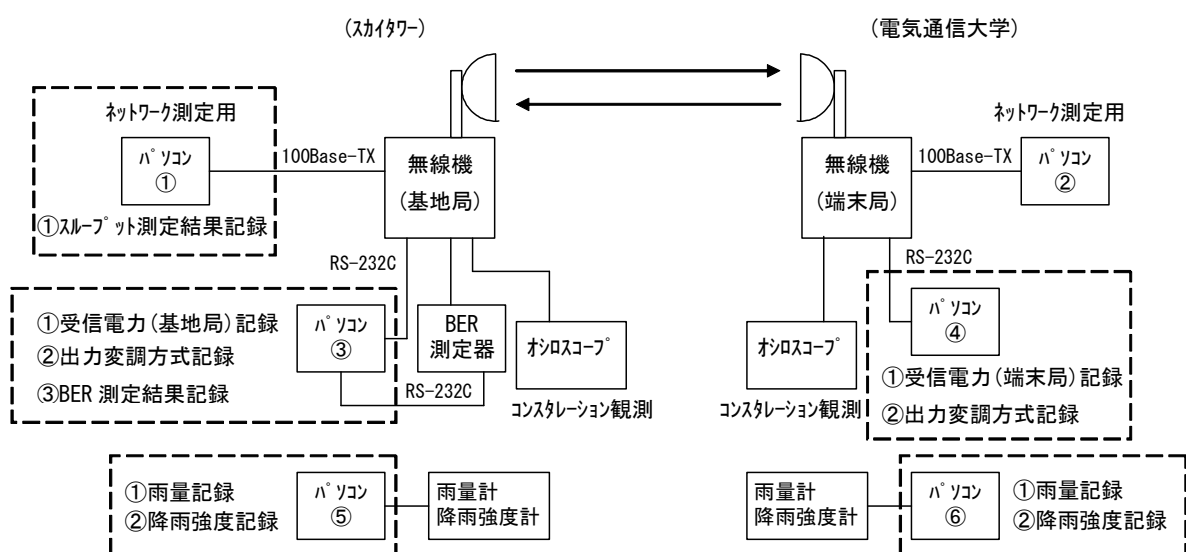 (ｽｶｲﾀﾜｰ)
(電気通信大学)
ﾈｯﾄﾜｰｸ測定用
ﾊﾟｿｺﾝ
①
①ｽﾙｰﾌﾟｯﾄ測定結果記録
100Base-TX
無線機
(基地局)
無線機
(端末局)
100Base-TX
ﾈｯﾄﾜｰｸ測定用
ﾊﾟｿｺﾝ
②
RS-232C
RS-232C
①受信電力(基地局)記録
②出力変調方式記録
③BER 測定結果記録
ﾊﾟｿｺﾝ
③
BER
測定器
RS-232C
ｵｼﾛｽｺｰﾌﾟ
ｺﾝｽﾀﾚｰｼｮﾝ観測
ｵｼﾛｽｺｰﾌﾟ
ｺﾝｽﾀﾚｰｼｮﾝ観測
ﾊﾟｿｺﾝ
④
①受信電力(端末局)記録
②出力変調方式記録
①雨量記録
②降雨強度記録
ﾊﾟｿｺﾝ
⑤
雨量計
降雨強度計
雨量計
降雨強度計
ﾊﾟｿｺﾝ
⑥
①雨量記録
②降雨強度記録